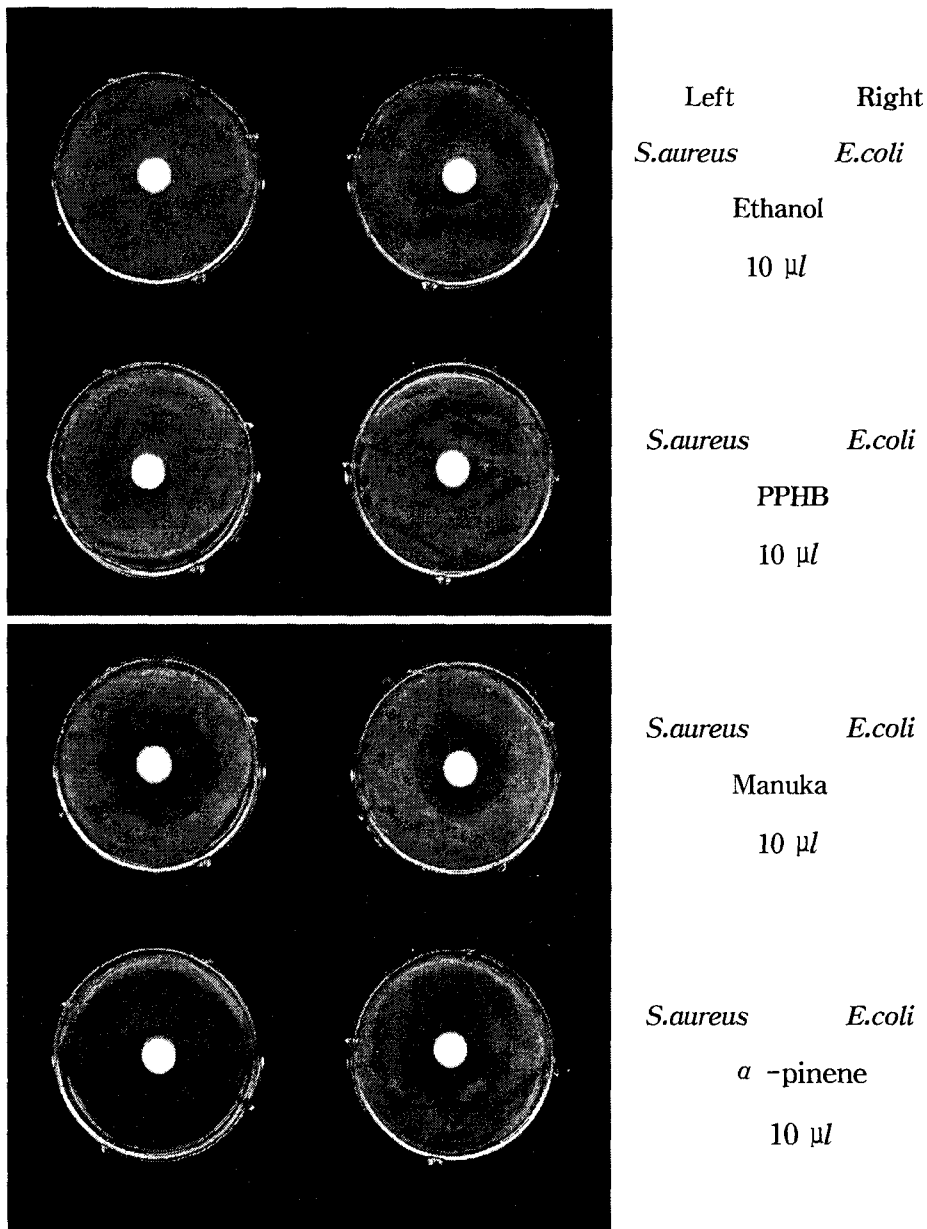 Left Right
S.aureus E.coli
Ethanol
10 μl
S.aureus E.coli
PPHB
10 μl
S.aureus E.coli
Manuka
10 μl
S.aureus E.coli
α -pinene
10 μl